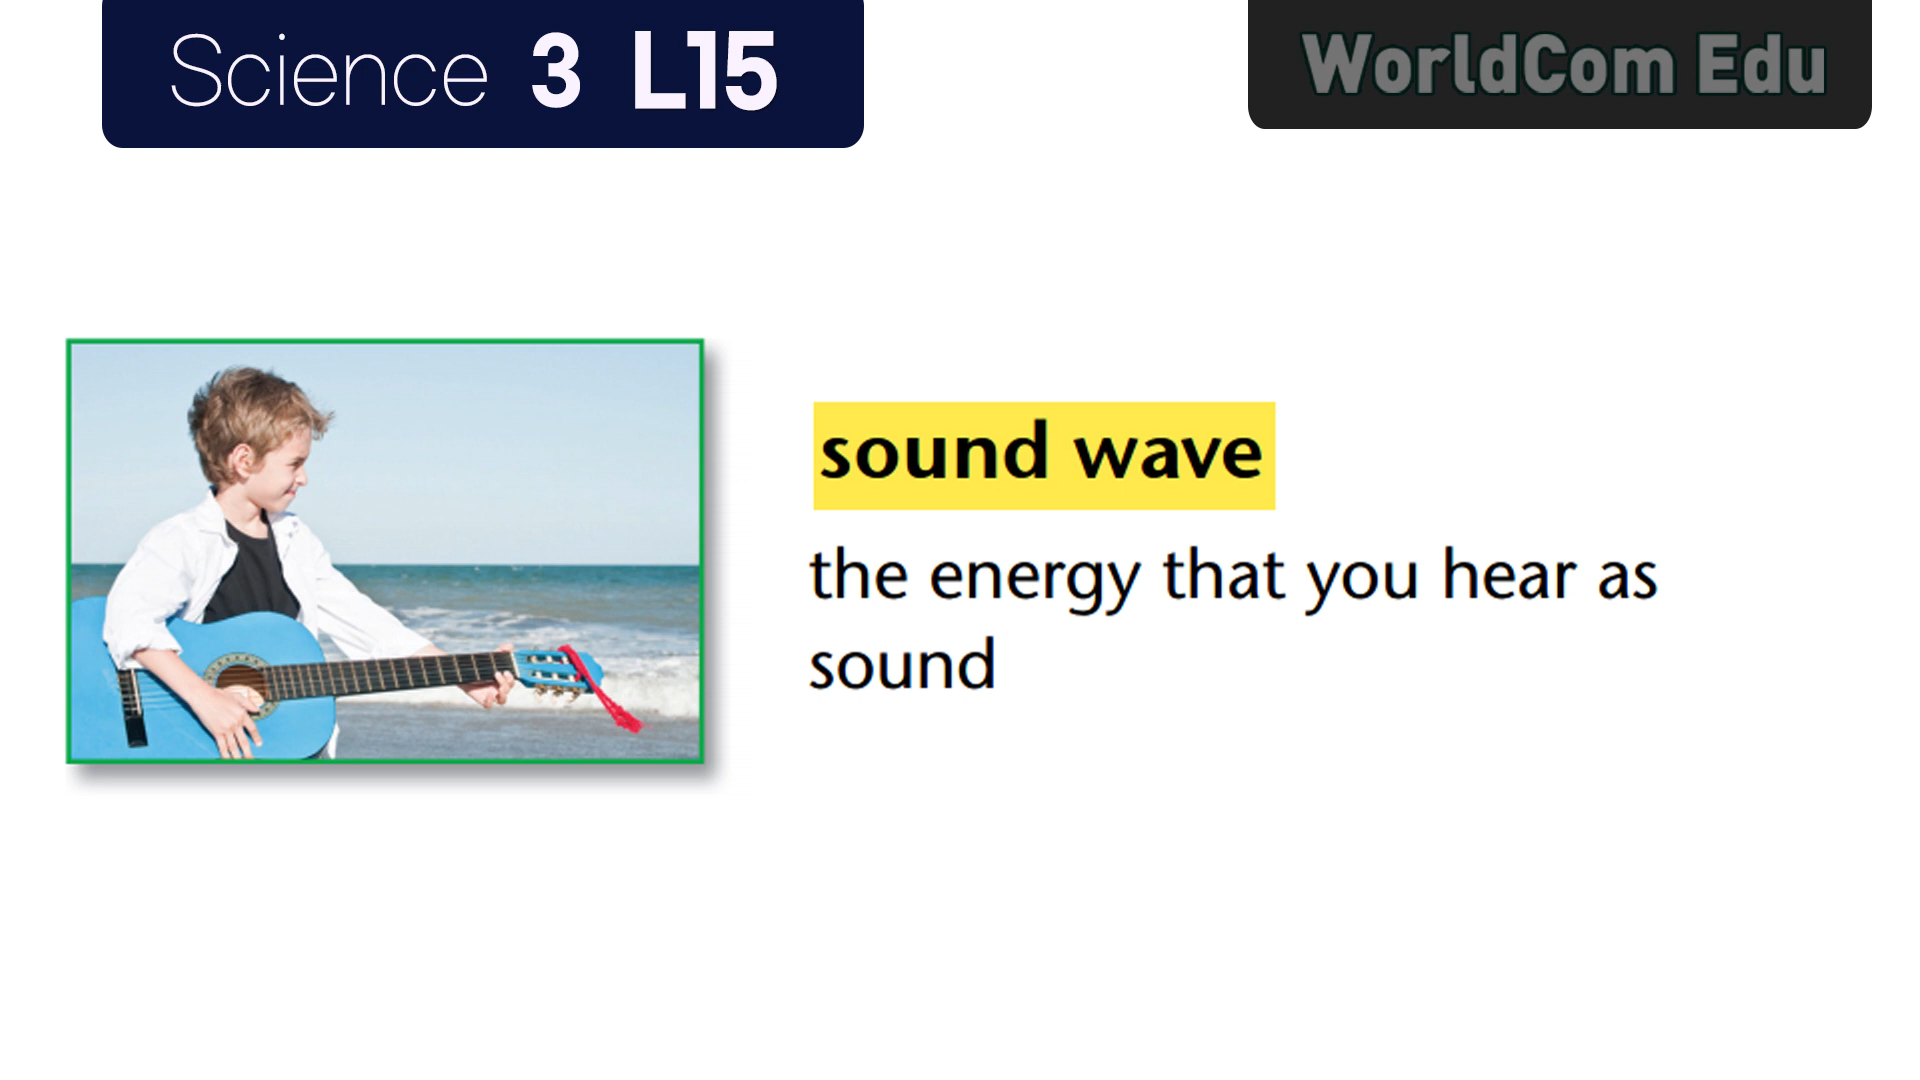 Science 3 L15
WorldCom Edu
sound wave
the energy that you hear as
sound